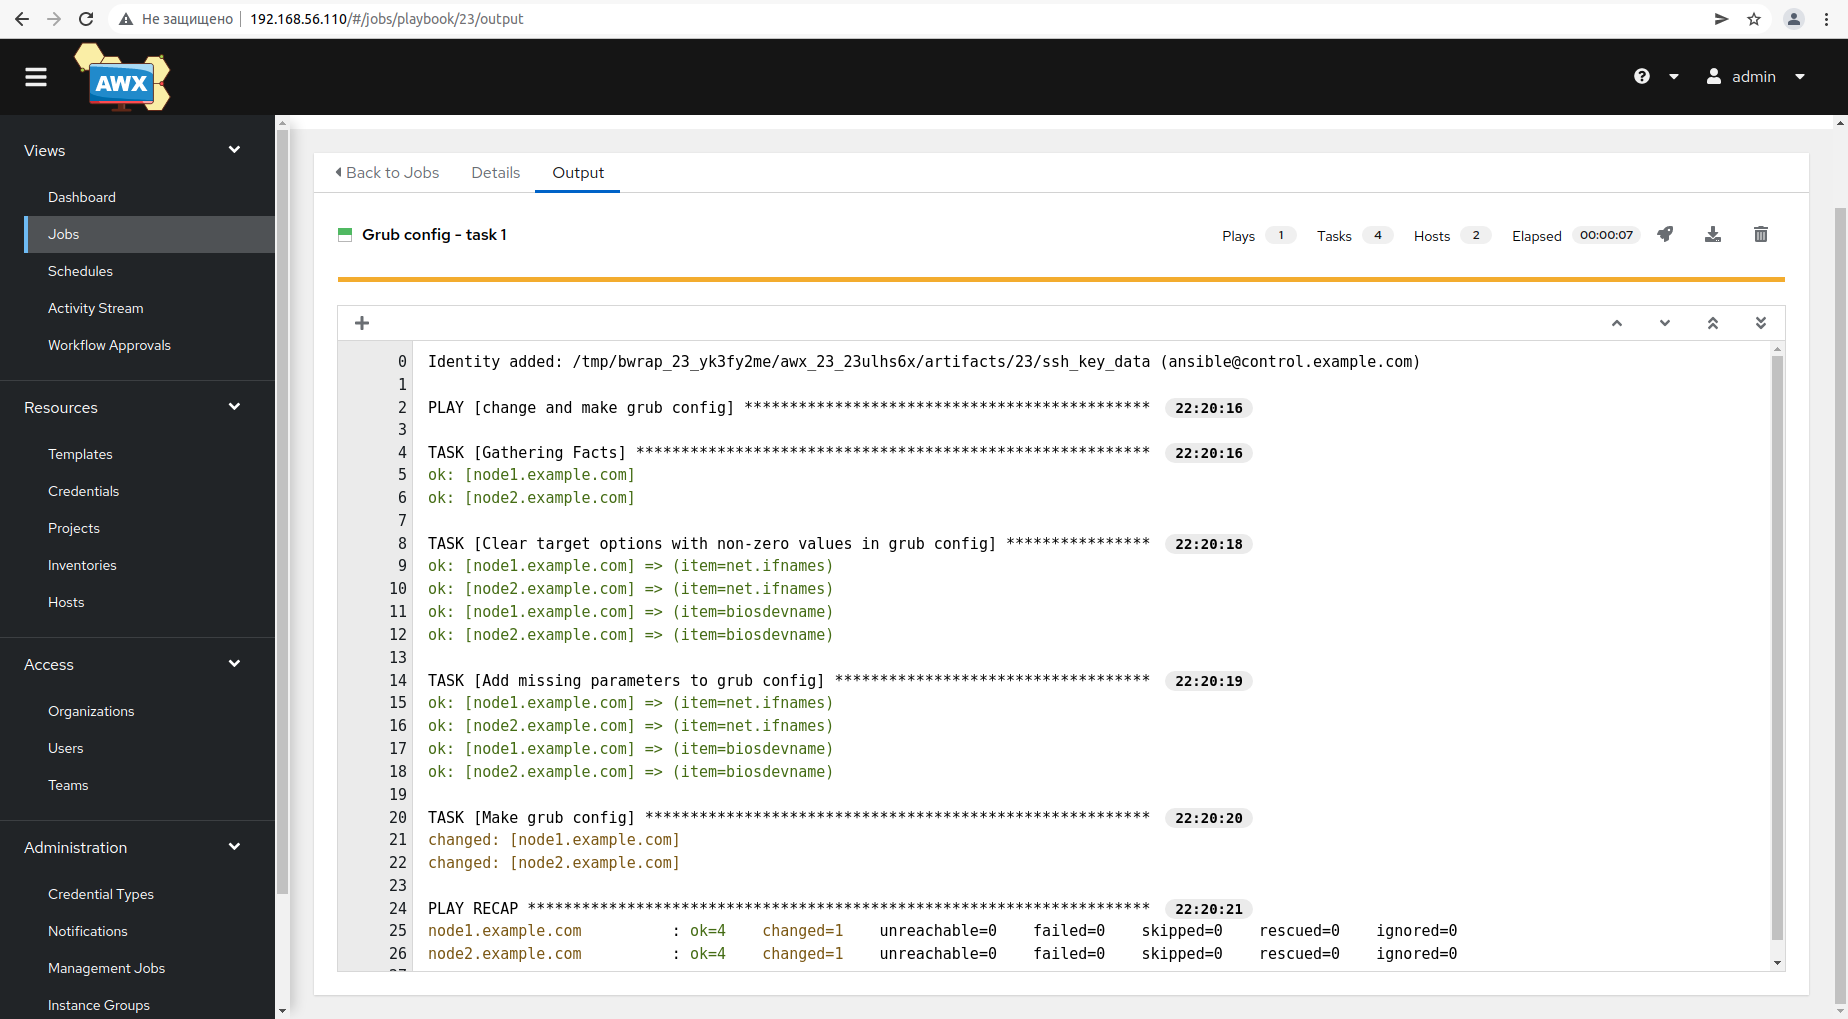 Не защищено
192.168.56.110/#/jobs/playbook/23/output
AWX
admin
Views
Dashboard
Jobs
Schedules
Activity Stream
Workflow Approvals
Resources
Templates
Credentials
Projects
Inventories
Hosts
Access
Organizations
Users
Teams
Administration
Credential Types
Notifications
Management Jobs
Instance Groups
Back to Jobs Details Output
Grub config - task 1
Plays 1 Tasks 4 Hosts 2 Elapsed 00:00:07
0 Identity added: /tmp/bwrap_23_yk3fy2me/awx_23_23ulhs6x/artifacts/23/ssh_key_data (ansible@control.example.com)
1
2 PLAY [change and make grub config] ********************************************* 22:20:16
3
4 TASK [Gathering Facts] ********************************************************* 22:20:16
5 ok: [node1.example.com]
6 ok: [node2.example.com]
7
8 TASK [Clear target options with non-zero values in grub config] **************** 22:20:18
9 ok: [node1.example.com] => (item=net.ifnames)
10 ok: [node2.example.com] => (item=net.ifnames)
11 ok: [node1.example.com] => (item=biosdevname)
12 ok: [node2.example.com] => (item=biosdevname)
13
14 TASK [Add missing parameters to grub config] *********************************** 22:20:19
15 ok: [node1.example.com] => (item=net.ifnames)
16 ok: [node2.example.com] => (item=net.ifnames)
17 ok: [node1.example.com] => (item=biosdevname)
18 ok: [node2.example.com] => (item=biosdevname)
19
20 TASK [Make grub config] ******************************************************** 22:20:20
21 changed: [node1.example.com]
22 changed: [node2.example.com]
23
24 PLAY RECAP ********************************************************************* 22:20:21
25 node1.example.com : ok=4 changed=1 unreachable=0 failed=0 skipped=0 rescued=0 ignored=0
26 node2.example.com : ok=4 changed=1 unreachable=0 failed=0 skipped=0 rescued=0 ignored=0